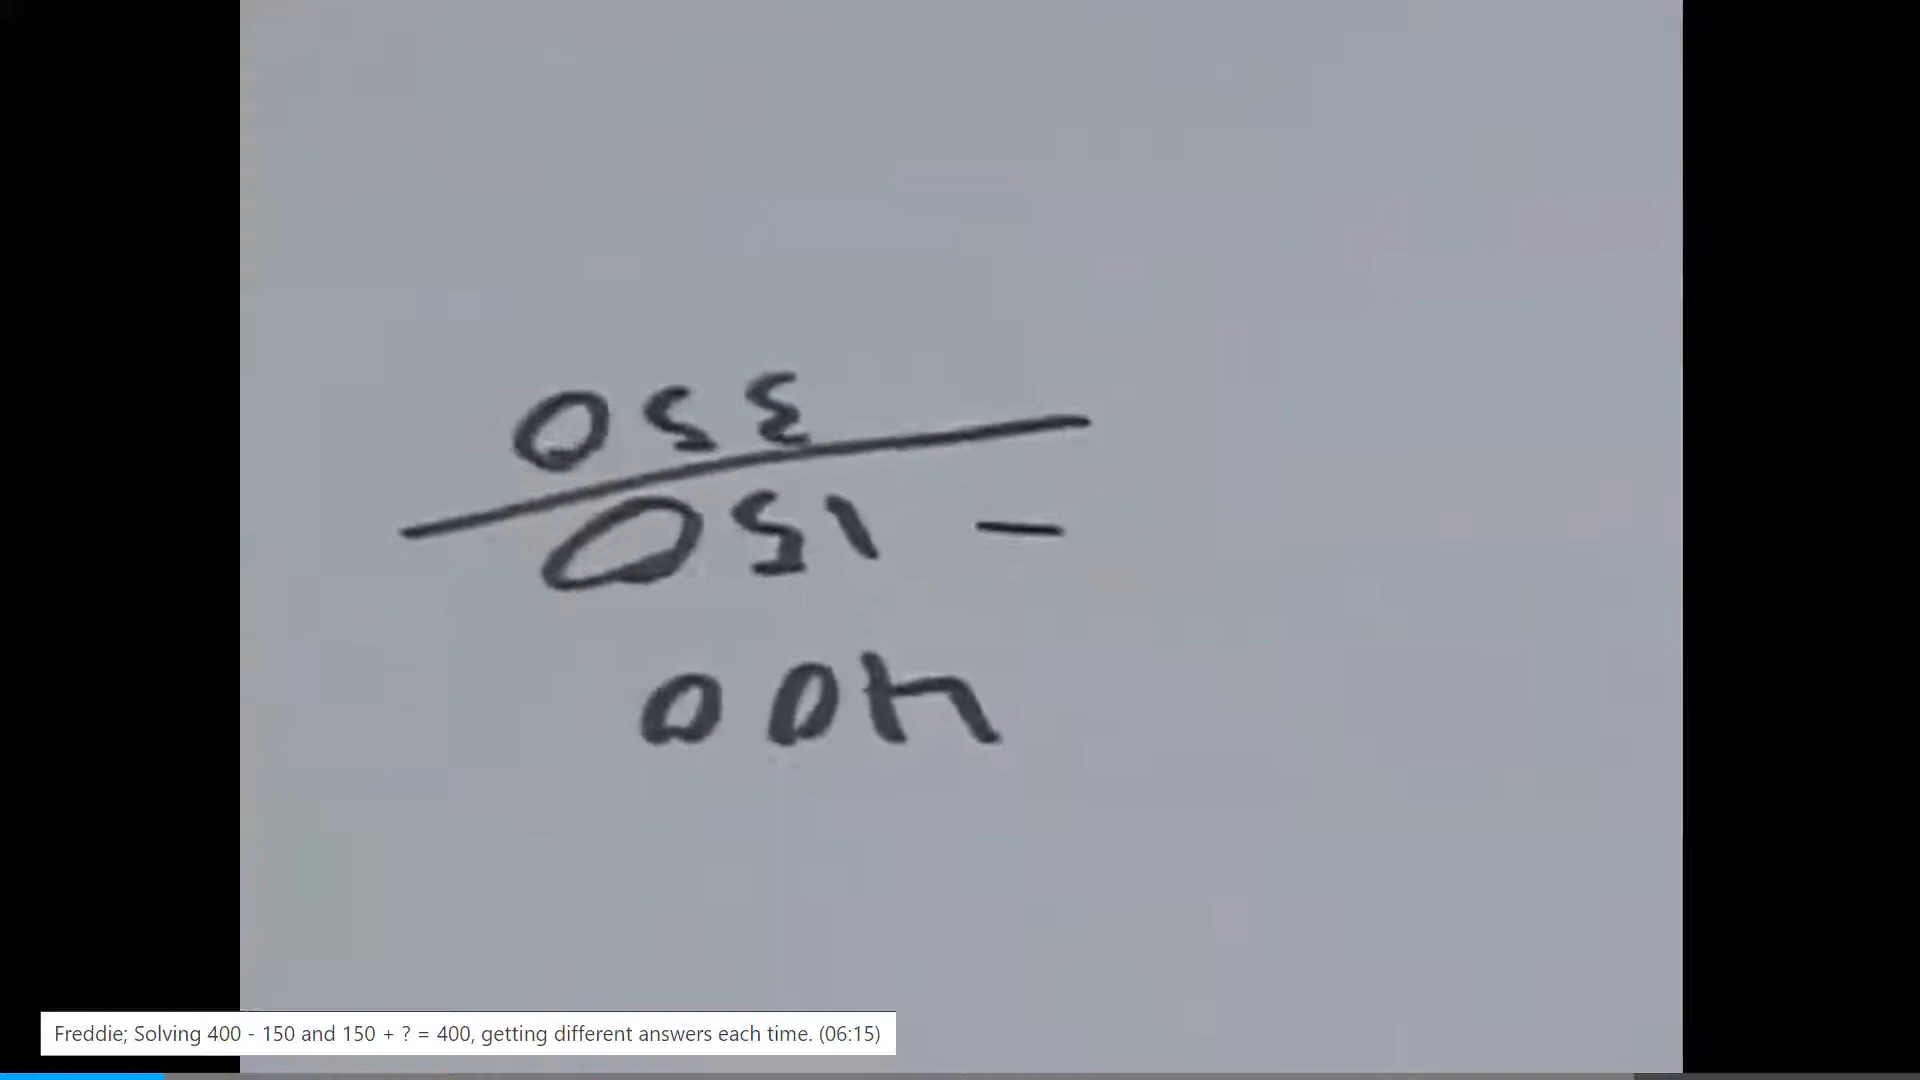 400
- 150
350
Freddie; Solving 400 - 150 and 150 + ? = 400, getting different answers each time. (06:15)